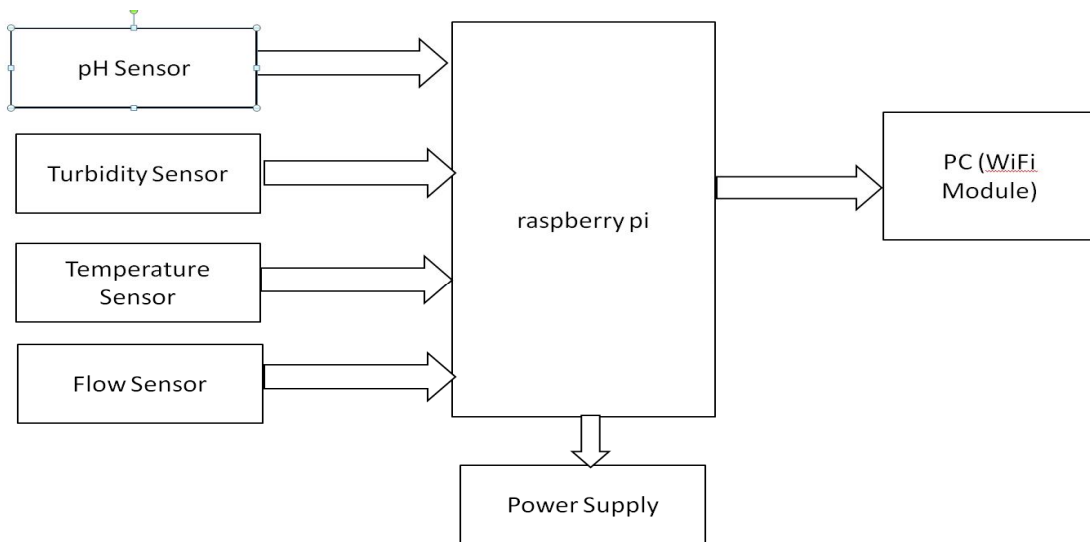 pH Sensor
Turbidity Sensor
Temperature
Sensor
Flow Sensor
raspberry pi
PC (WiFi
Module)
Power Supply